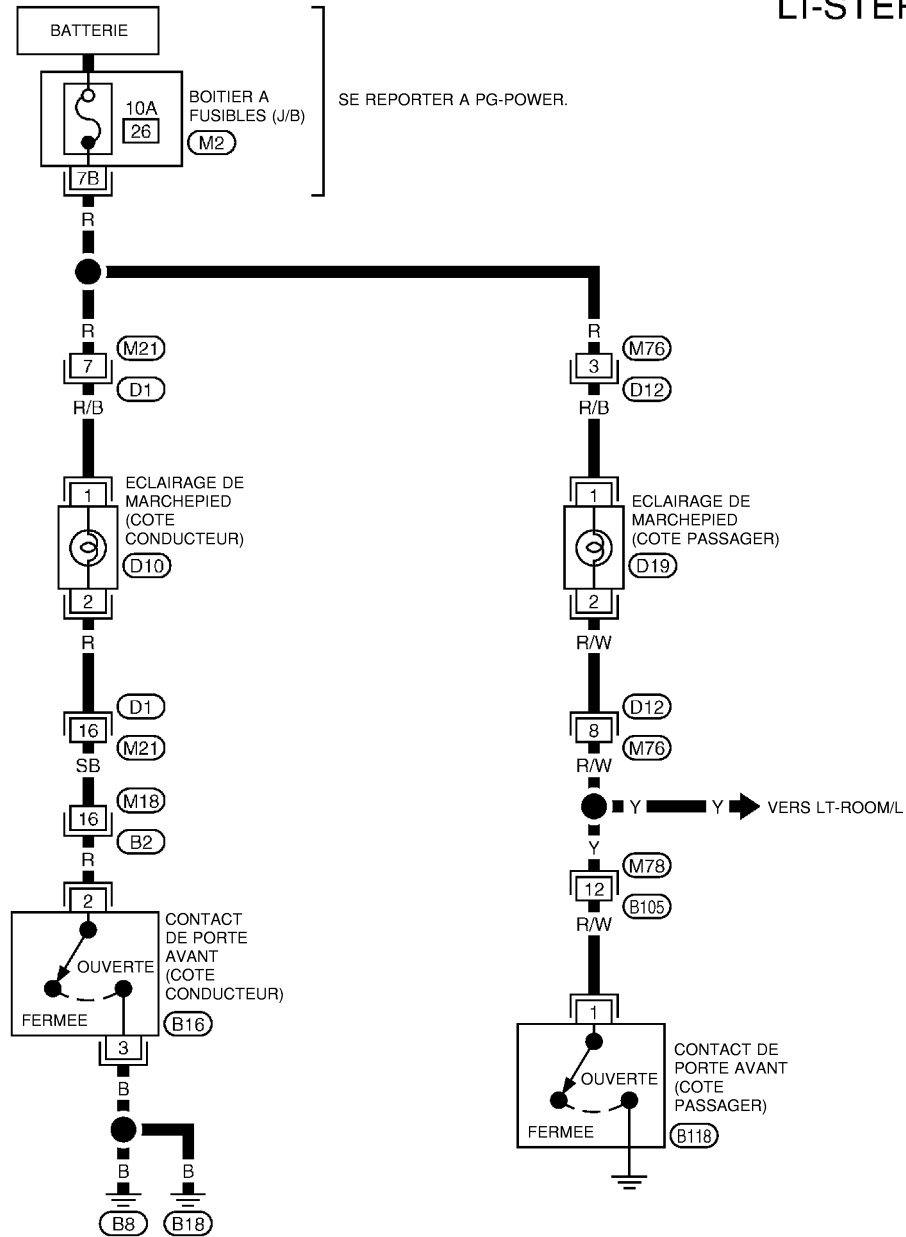 LT-STEP
BATTERIE
10A
26
BOITIER A
FUSIBLES (J/B)
M2
SE REPORTER A PG-POWER.
7B
R
R
M21
7
D1
R/B
R
M76
3
D12
R/B
1
ECLAIRAGE DE
MARCHEPIED
(COTE
CONDUCTEUR)
D10
2
R
1
ECLAIRAGE DE
MARCHEPIED
(COTE PASSAGER)
D19
2
R/W
D1
16
M21
SB
M18
16
B2
R
D12
8
M76
R/W
Y
Y
VERS LT-ROOM/L
Y
M78
12
B105
R/W
2
CONTACT
DE PORTE
AVANT
(COTE
CONDUCTEUR)
OUVERTE
FERMEE
B16
3
B
B
B
B8
B18
1
CONTACT DE
PORTE AVANT
(COTE
PASSAGER)
OUVERTE
FERMEE
B118